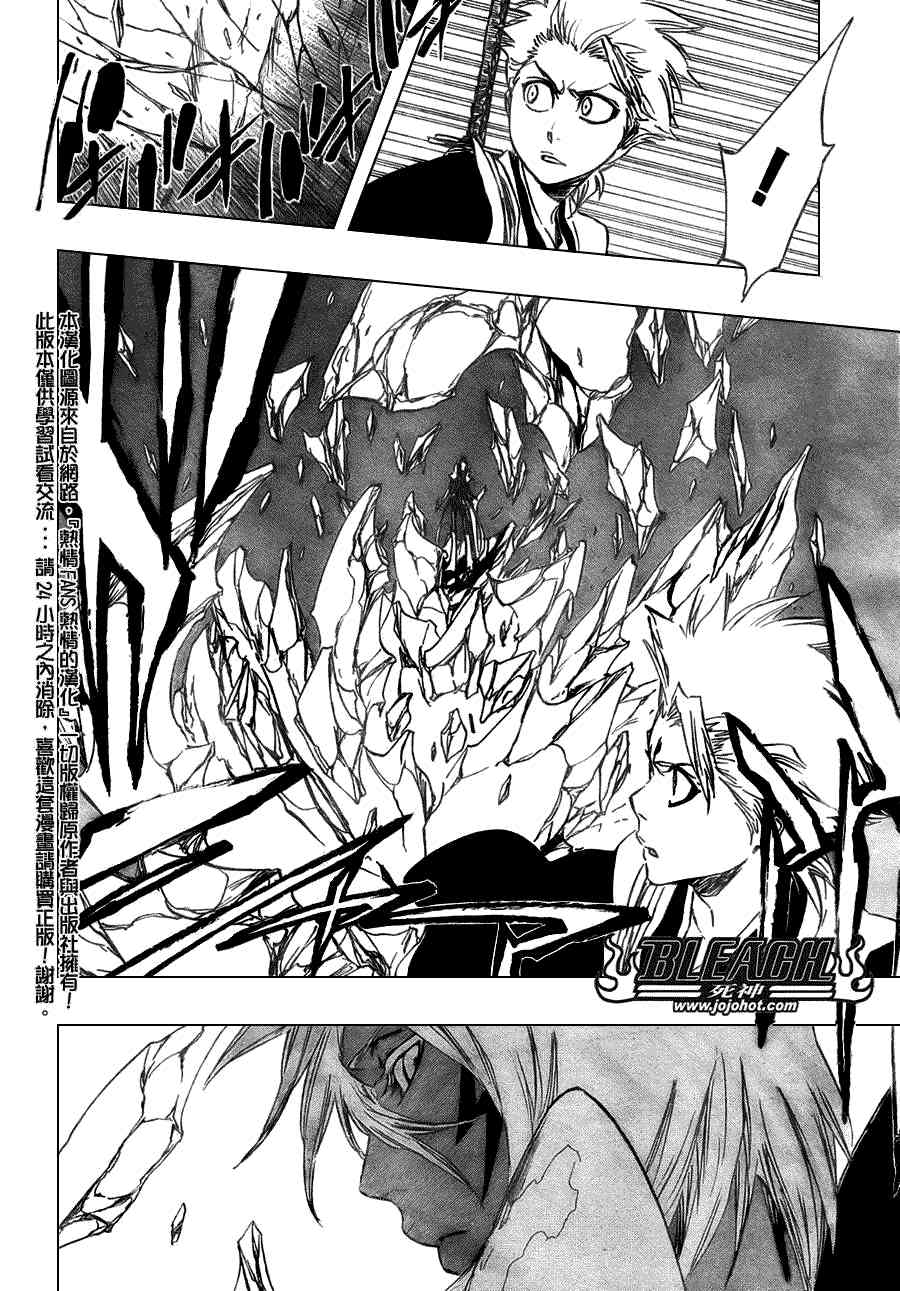 !
本漢化圖源來自於網路。『熱情FANS熱情的漢化』一切版權歸原作者與出版社擁有!
此版本僅供學習試看交流... 請24小時之內消除,喜歡這套漫畫請購買正版!謝謝。
BLEACH
死神
www.jojohot.com